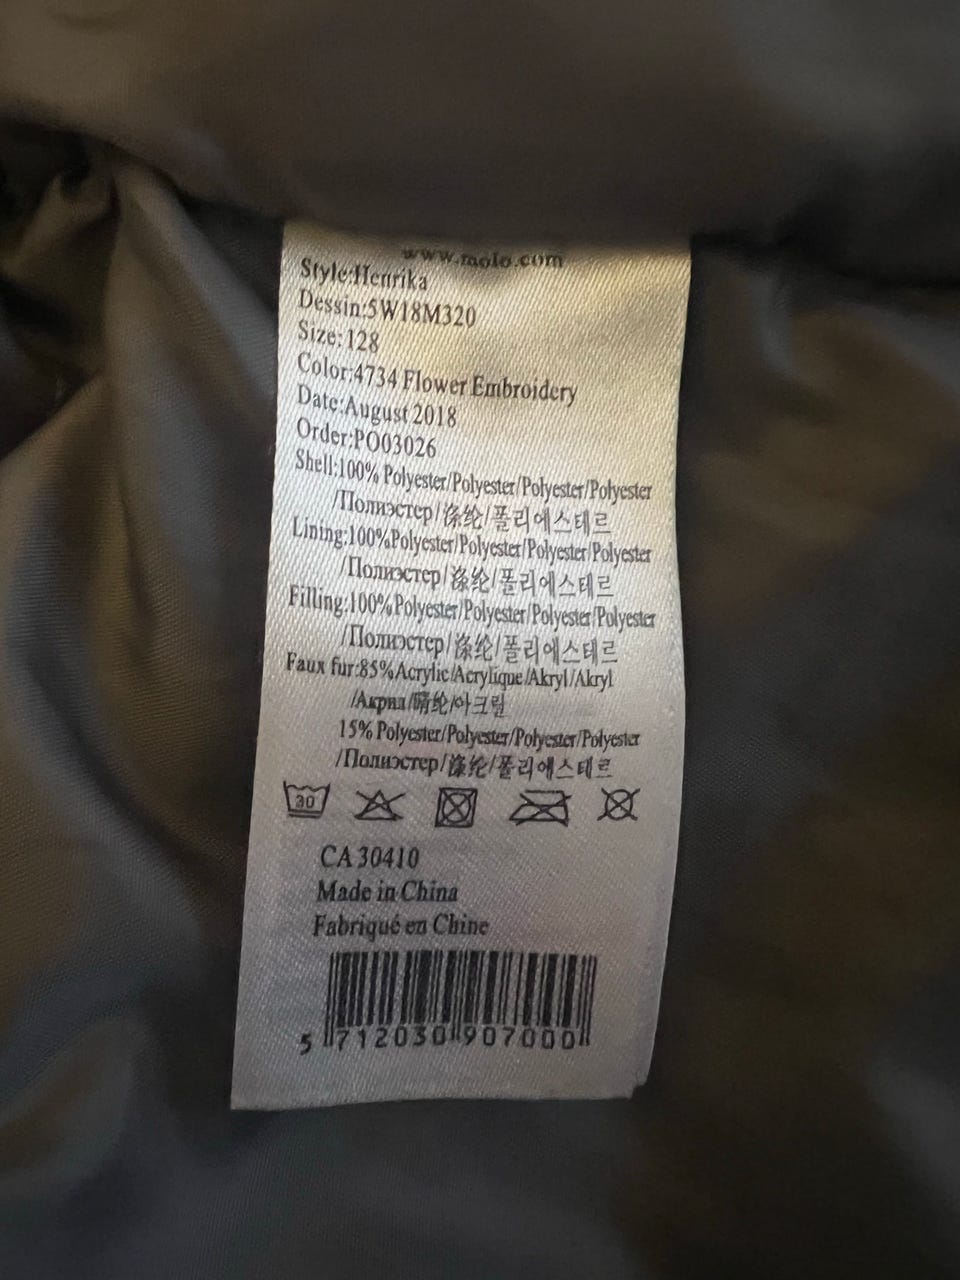 www.molo.com
Style:Henrika
Dessin:5W18M320
Size:128
Color:4734 Flower Embroidery
Date:August 2018
Order:PO03026
Shell:100% Polyester/Polyester/Polyester/Polyester
/Полиэстер/涤纶/폴리에스테르
Lining:100%Polyester/Polyester/Polyester/Polyester
/Полиэстер/涤纶/폴리에스테르
Filling:100%Polyester/Polyester/Polyester/Polyester
/Полиэстер/涤纶/폴리에스테르
Faux fur:85%Acrylic/Acrylique/Akryl/Akryl
/Акрил/晴纶/아크릴
15% Polyester/Polyester/Polyester/Polyester
/Полиэстер/涤纶/폴리에스테르
30
CA 30410
Made in China
Fabriqué en Chine
5 712030 907000